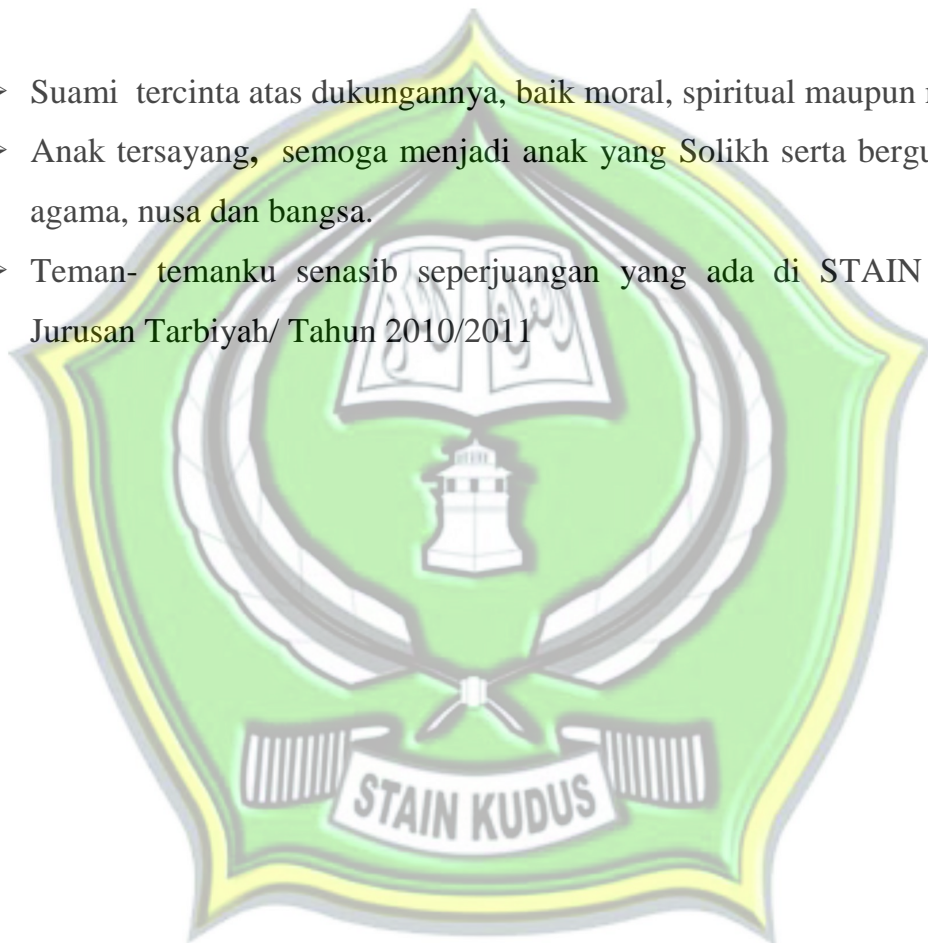 ➢ Suami tercinta atas dukungannya, baik moral, spiritual maupun
➢ Anak tersayang, semoga menjadi anak yang Solikh serta
agama, nusa dan bangsa.
➢ Teman- temanku senasib seperjuangan yang ada di STAIN
Jurusan Tarbiyah/ Tahun 2010/2011
STAIN KUDUS